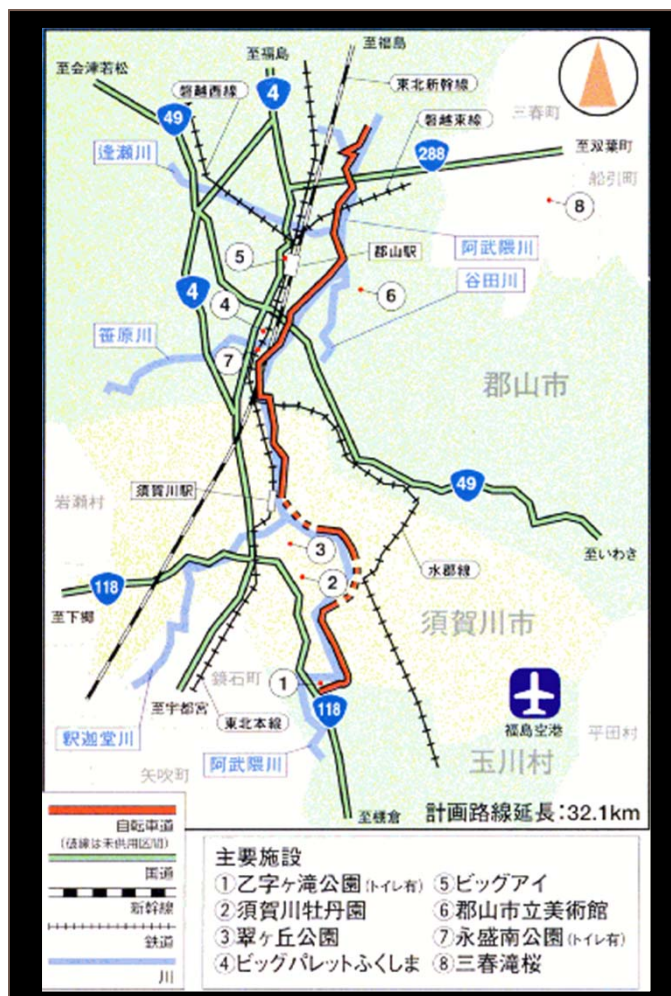 至福島
至福島
至会津若松
磐越西線
4
東北新幹線
49
磐越東線
三春町
逢瀬川
288
至双葉町
船引町
8
阿武隈川
5
郡山駅
谷田川
4
6
4
笹原川
7
郡山市
須賀川駅
49
岩瀬村
3
至いわき
118
2
水郡線
至下郷
須賀川市
鏡石町
1
118
至宇都宮
東北本線
福島空港
平田村
釈迦堂川
阿武隈川
玉川村
矢吹町
至棚倉
計画路線延長:32.1km
自転車道
(破線は未供用区間)
国道
新幹線
鉄道
川
主要施設
①乙字ヶ滝公園(トイレ有)
②須賀川牡丹園
③翠ヶ丘公園
④ビッグパレットふくしま
⑤ビッグアイ
⑥郡山市立美術館
⑦永盛南公園(トイレ有)
⑧三春滝桜